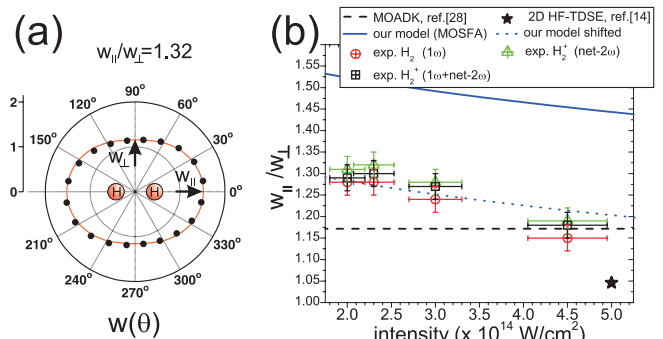 (a)
w||/w⊥=1.32
2
1
0
1
2
90°
120°
60°
150°
30°
w⊥
w||
H
H
0°
210°
330°
240°
300°
270°
w(θ)
(b)
MOADK, ref.[28]
2D HF-TDSE, ref.[14]
our model (MOSFA)
our model shifted
exp. H₂ (1ω)
exp. H₂⁺ (net-2ω)
exp. H₂⁺ (1ω+net-2ω)
w||/w⊥
1.55
1.50
1.45
1.40
1.35
1.30
1.25
1.20
1.15
1.10
1.05
1.00
2.0 2.5 3.0 3.5 4.0 4.5 5.0
intensity (x 10¹⁴ W/cm²)